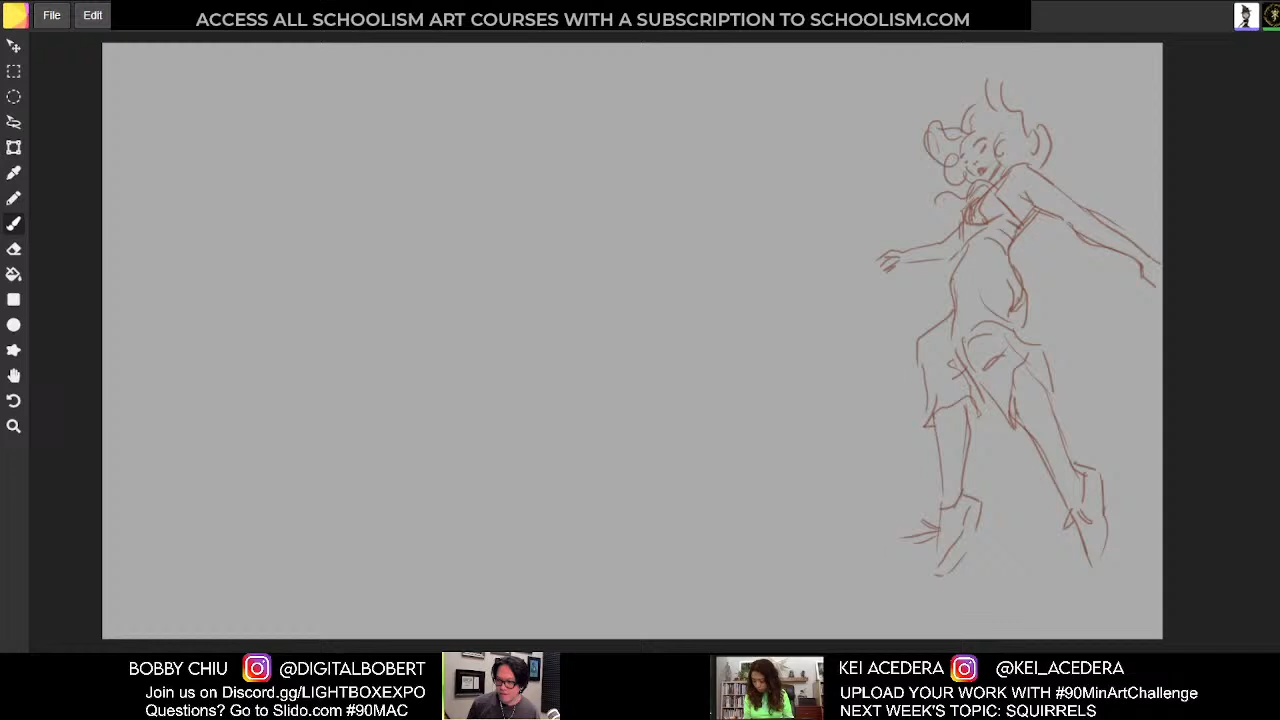 ACCESS ALL SCHOOLISM ART COURSES WITH A SUBSCRIPTION TO SCHOOLISM.COM
File Edit
BOBBY CHIU @DIGITALBOBERT
Join us on Discord.gg/LIGHTBOXEXPO
Questions? Go to Slido.com #90MAC
KEI ACEDERA @KEI_ACEDERA
UPLOAD YOUR WORK WITH #90MinArtChallenge
NEXT WEEK'S TOPIC: SQUIRRELS